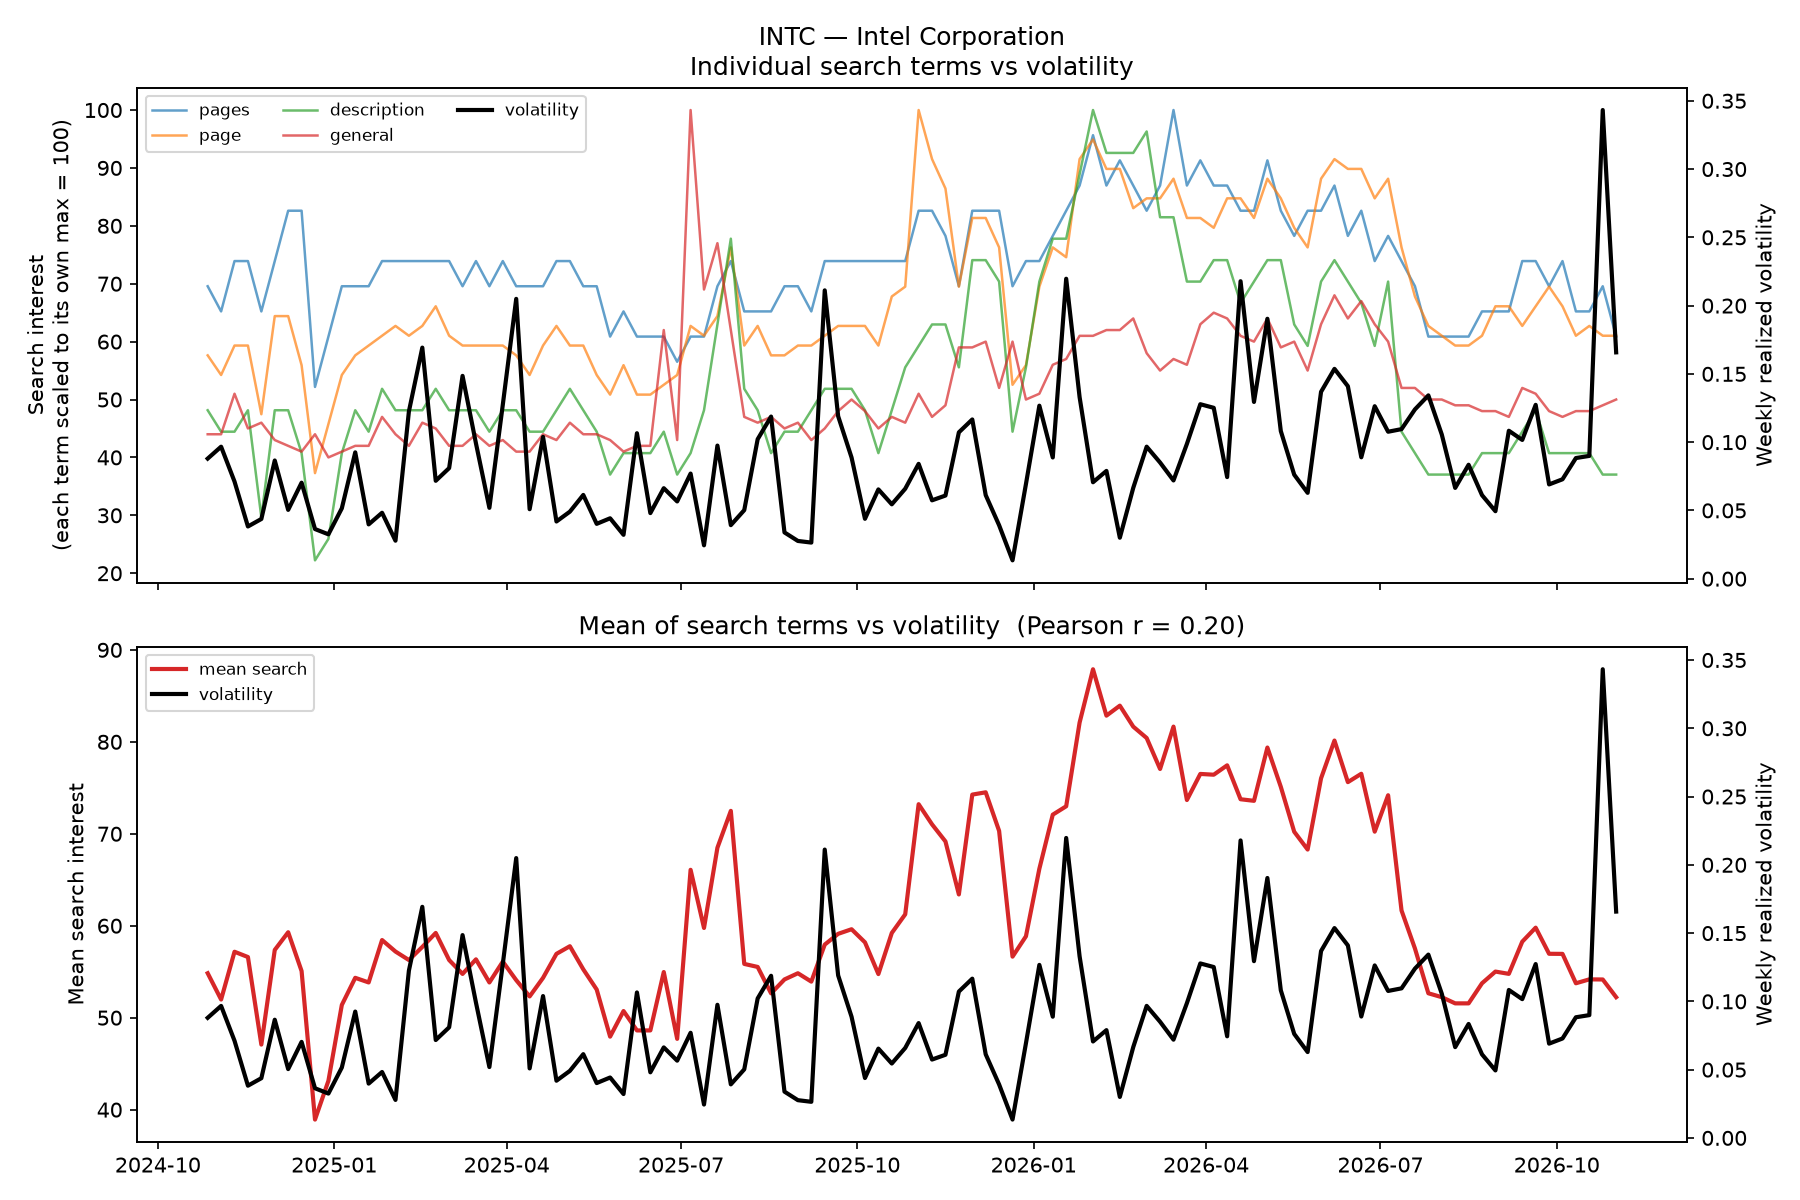 INTC — Intel Corporation
Individual search terms vs volatility
pages
page
description
general
volatility
Search interest
(each term scaled to its own max = 100)
100
90
80
70
60
50
40
30
20
0.35
0.30
0.25
0.20
0.15
0.10
0.05
0.00
Weekly realized volatility
Mean of search terms vs volatility  (Pearson r = 0.20)
mean search
volatility
Mean search interest
90
80
70
60
50
40
0.35
0.30
0.25
0.20
0.15
0.10
0.05
0.00
Weekly realized volatility
2024-10
2025-01
2025-04
2025-07
2025-10
2026-01
2026-04
2026-07
2026-10